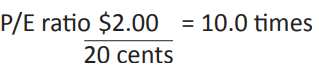 P/E ratio $2.00 = 10.0 times
20 cents